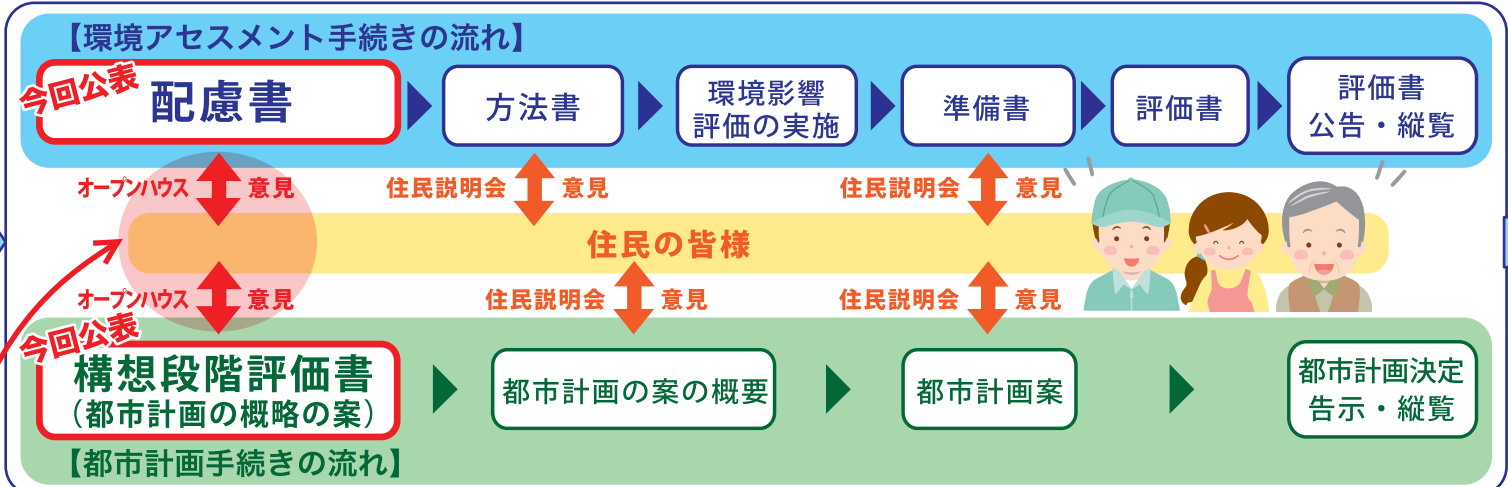 【環境アセスメント手続きの流れ】
今回公表
配慮書
方法書
環境影響
評価の実施
準備書
評価書
評価書
公告・縦覧
オープンハウス 意見
住民説明会 意見
住民説明会 意見
住民の皆様
オープンハウス 意見
住民説明会 意見
住民説明会 意見
今回公表
構想段階評価書
(都市計画の概略の案)
都市計画の案の概要
都市計画案
都市計画決定
告示・縦覧
【都市計画手続きの流れ】